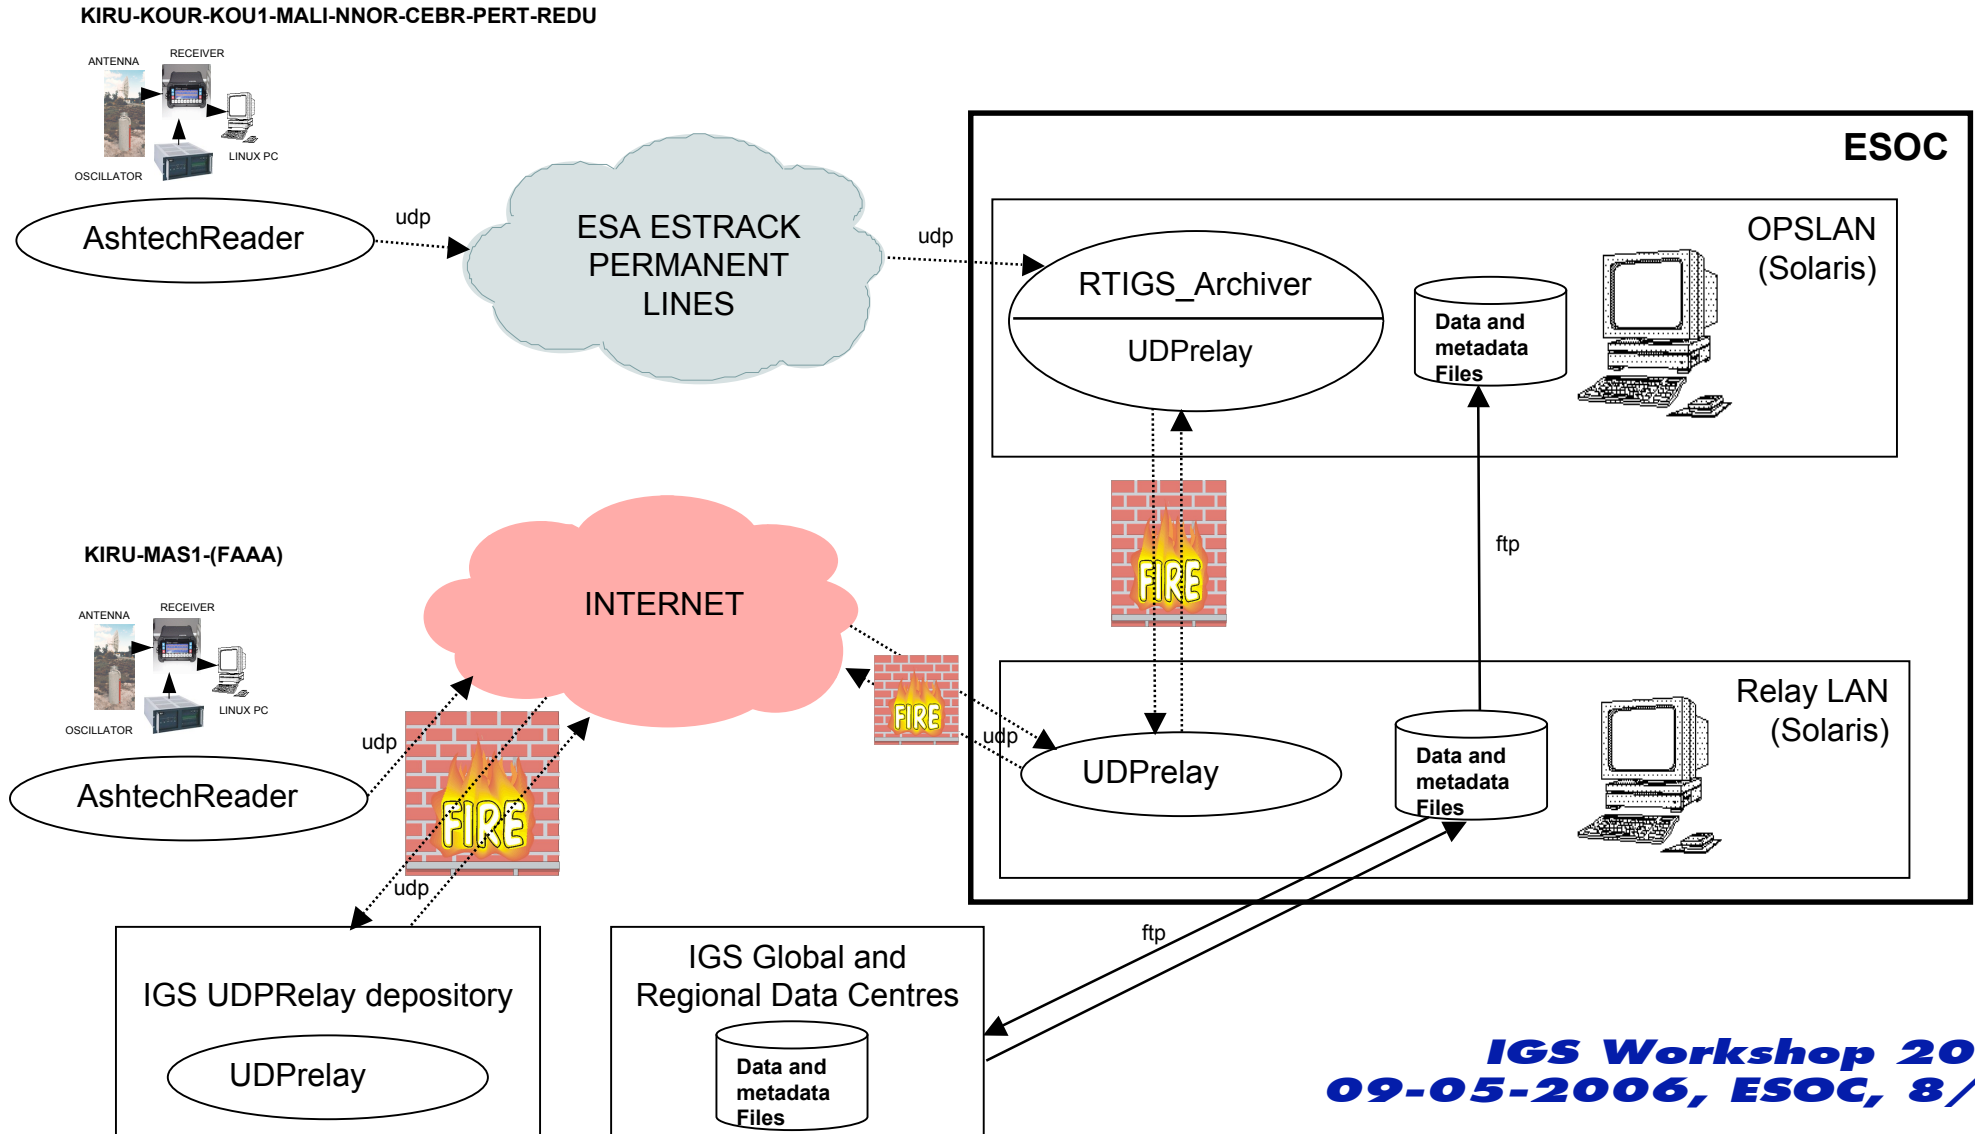 KIRU-KOUR-KOU1-MALI-NNOR-CEBR-PERT-REDU
RECEIVER
ANTENNA
LINUX PC
OSCILLATOR
AshtechReader
udp
ESA ESTRACK
PERMANENT
LINES
udp
ESOC
OPSLAN
(Solaris)
RTIGS_Archiver
UDPrelay
Data and
metadata
Files
FIRE
ftp
KIRU-MAS1-(FAAA)
RECEIVER
ANTENNA
LINUX PC
OSCILLATOR
AshtechReader
udp
INTERNET
FIRE
udp
FIRE
udp
Relay LAN
(Solaris)
UDPrelay
Data and
metadata
Files
ftp
IGS UDPRelay depository
UDPrelay
IGS Global and
Regional Data Centres
Data and
metadata
Files
IGS Workshop 20
09-05-2006, ESOC, 8/